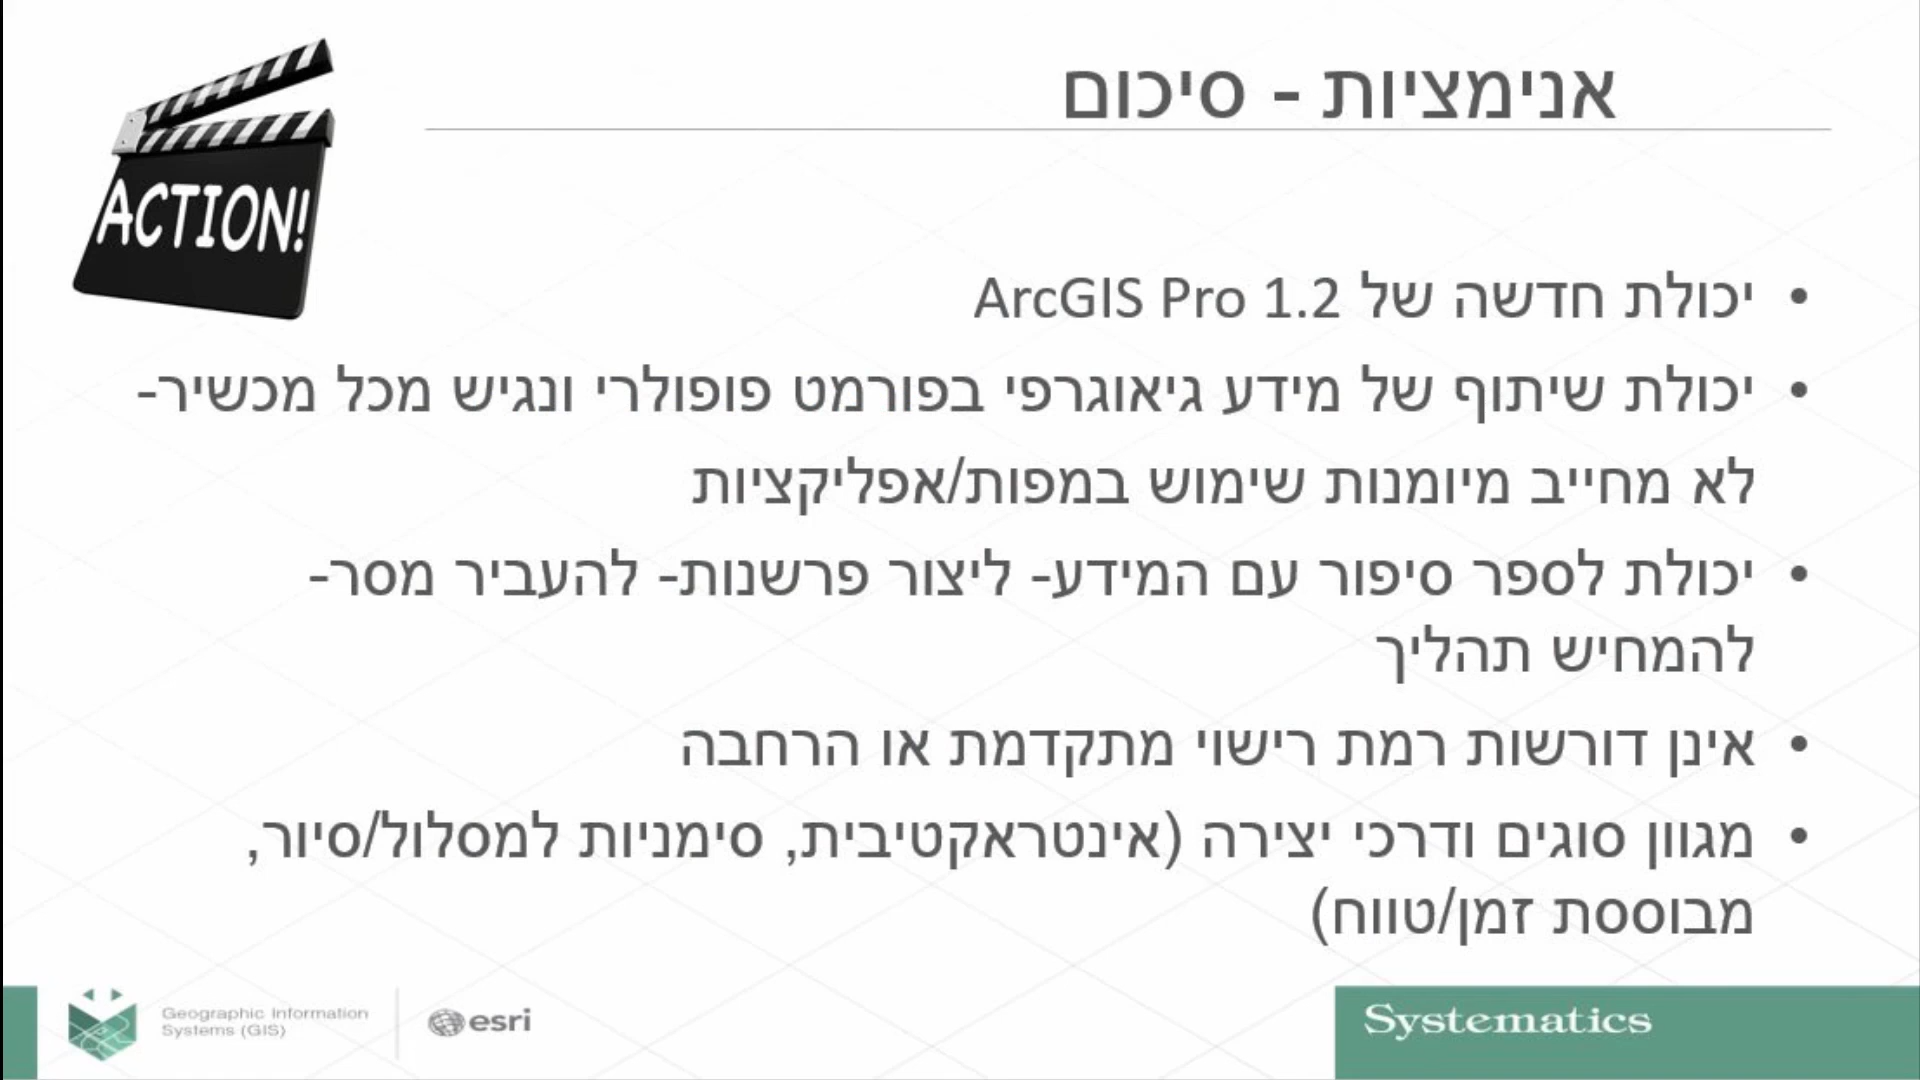 אנימציות - סיכום
ACTION!
• יכולת חדשה של ArcGIS Pro 1.2
• יכולת שיתוף של מידע גיאוגרפי בפורמט פופולרי ונגיש מכל מכשיר-
לא מחייב מיומנות שימוש במפות/אפליקציות
• יכולת לספר סיפור עם המידע- ליצור פרשנות- להעביר מסר-
להמחיש תהליך
• אינן דורשות רמת רישוי מתקדמת או הרחבה
• מגוון סוגים ודרכי יצירה (אינטראקטיבית, סימניות למסלול/סיור,
מבוססת זמן/טווח)
Geographic Information
Systems (GIS)
esri
Systematics